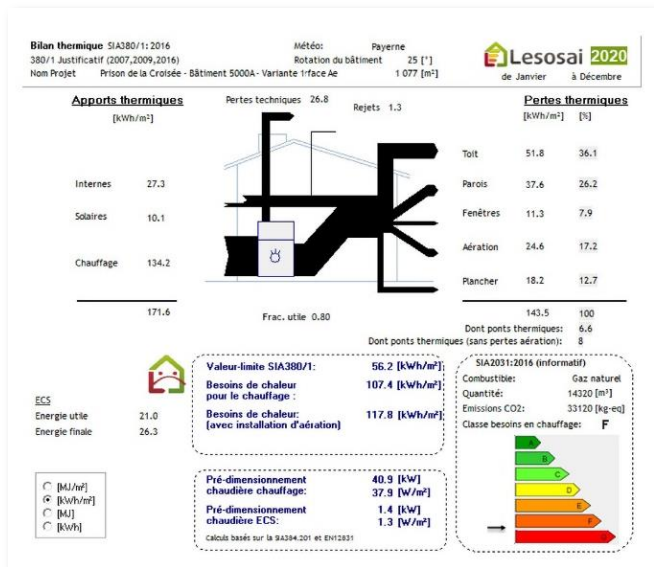 Bilan thermique SIA380/1:2016
Météo: Payerne
380/1 Justificatif (2007,2009,2016)
Rotation du bâtiment 25 [°]
Nom Projet Prison de la Croisée - Bâtiment 5000A- Variante 1rface Ae 1 077 [m²]
Lesosai 2020
de Janvier à Décembre
Apports thermiques
[kWh/m²]
Pertes techniques 26.8
Rejets 1.3
Pertes thermiques
[kWh/m²] [%]
Toit 51.8 36.1
Internes 27.3
Parois 37.6 26.2
Solaires 10.1
Fenêtres 11.3 7.9
Aération 24.6 17.2
Chauffage 134.2
Plancher 18.2 12.7
171.6
Frac. utile 0.80
143.5 100
Dont ponts thermiques: 6.6
Dont ponts thermiques (sans pertes aération): 8
ECS
Energie utile 21.0
Energie finale 26.3
Valeur-limite SIA380/1: 56.2 [kWh/m²]
Besoins de chaleur
pour le chauffage : 107.4 [kWh/m²]
Besoins de chaleur: 117.8 [kWh/m²]
(avec installation d'aération)
SIA2031:2016 (informatif)
Combustible: Gaz naturel
Quantité: 14320 [m³]
Emissions CO2: 33120 [kg-eq]
Classe besoins en chauffage: F
A
B
C
D
E
F
G
[MJ/m²]
[kWh/m²]
[MJ]
[kWh]
Pré-dimensionnement 40.9 [kW]
chaudière chauffage: 37.9 [W/m²]
Pré-dimensionnement 1.4 [kW]
chaudière ECS: 1.3 [W/m²]
Calculs basés sur la SIA384.201 et EN12831